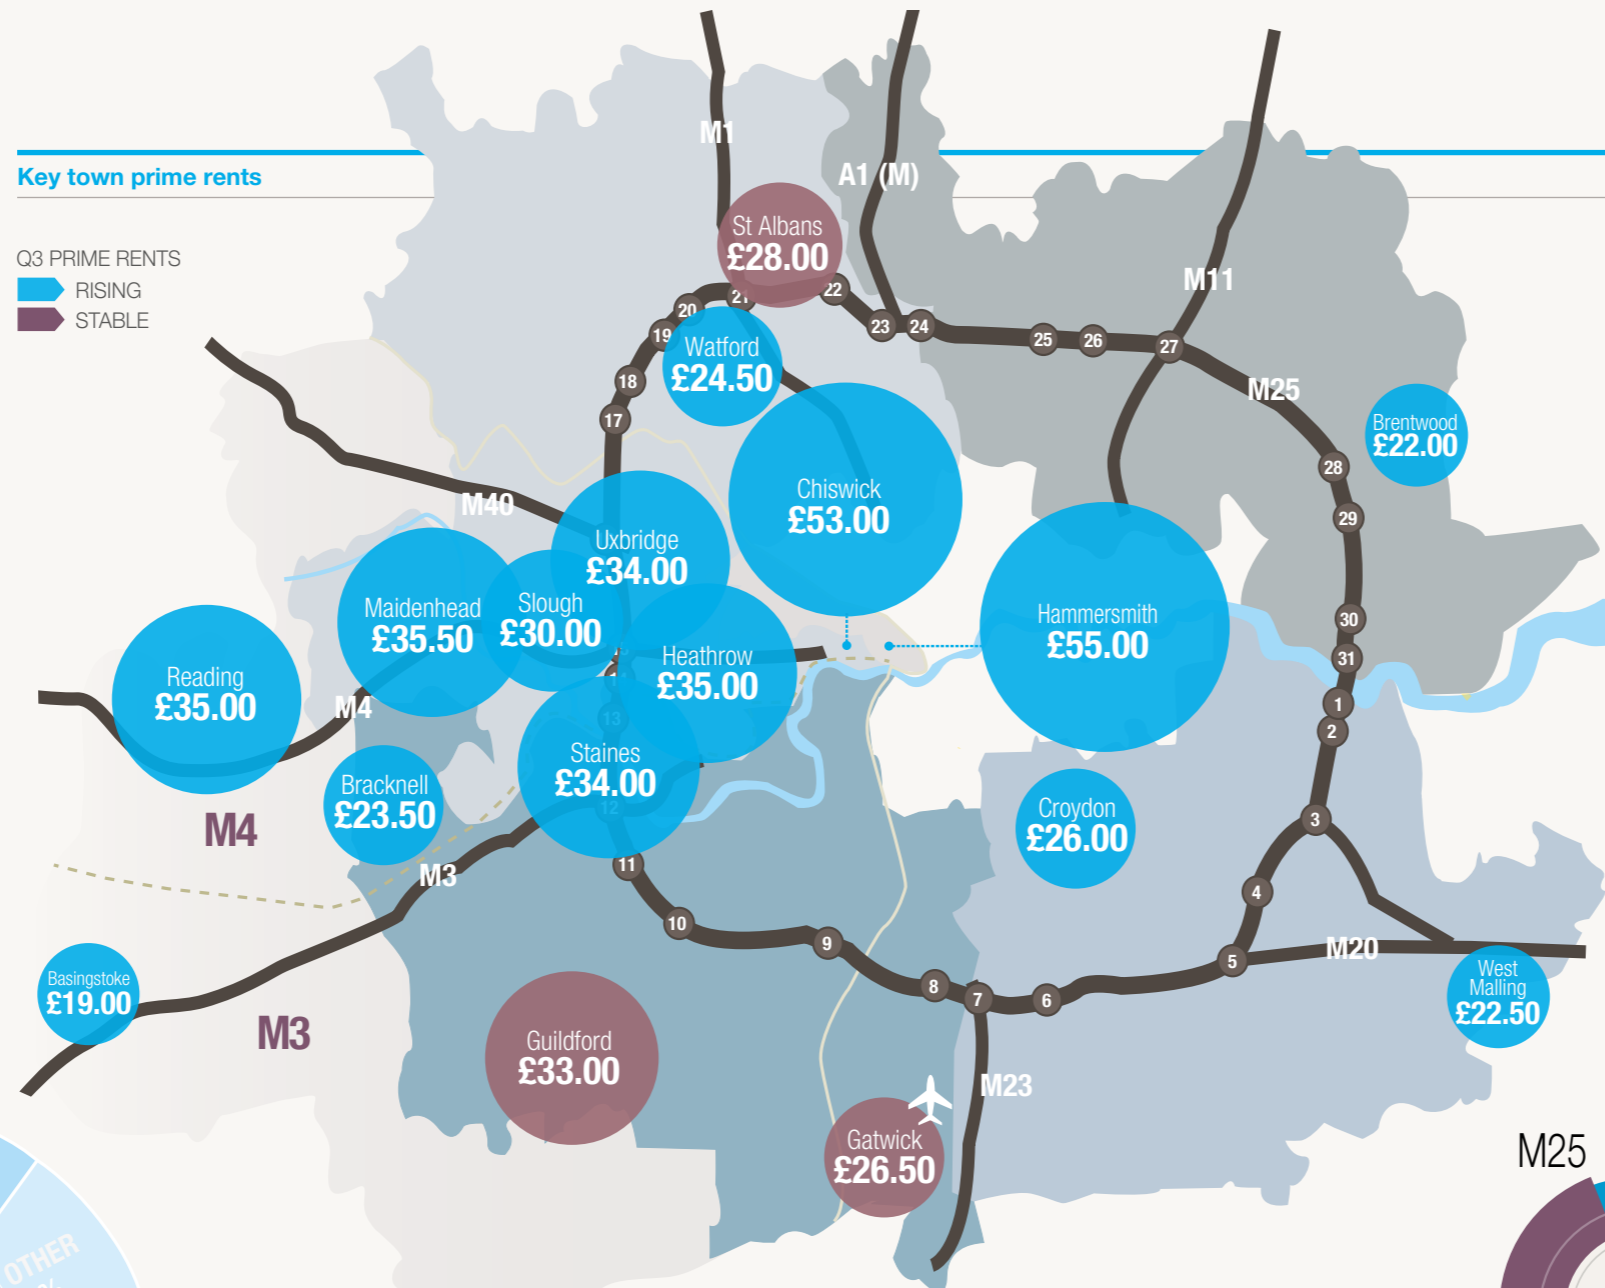 Key town prime rents
Q3 PRIME RENTS
RISING
STABLE
M1
A1 (M)
M11
St Albans
£28.00
21
22
20
19
23
24
25
26
27
Watford
£24.50
18
17
M25
Brentwood
£22.00
28
29
M40
Chiswick
£53.00
Uxbridge
£34.00
Maidenhead
£35.50
Slough
£30.00
Hammersmith
£55.00
30
31
Heathrow
£35.00
Reading
£35.00
M4
13
1
2
Staines
£34.00
12
Bracknell
£23.50
M4
Croydon
£26.00
3
M3
11
4
10
9
5
M20
8
7
6
Basingstoke
£19.00
West
Malling
£22.50
M3
Guildford
£33.00
M23
Gatwick
£26.50
M25
OTHER
%